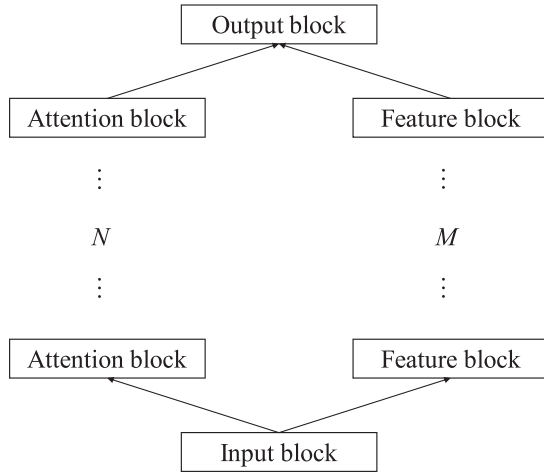 Output block
Attention block
Feature block
⋮
⋮
N
M
⋮
⋮
Attention block
Feature block
Input block